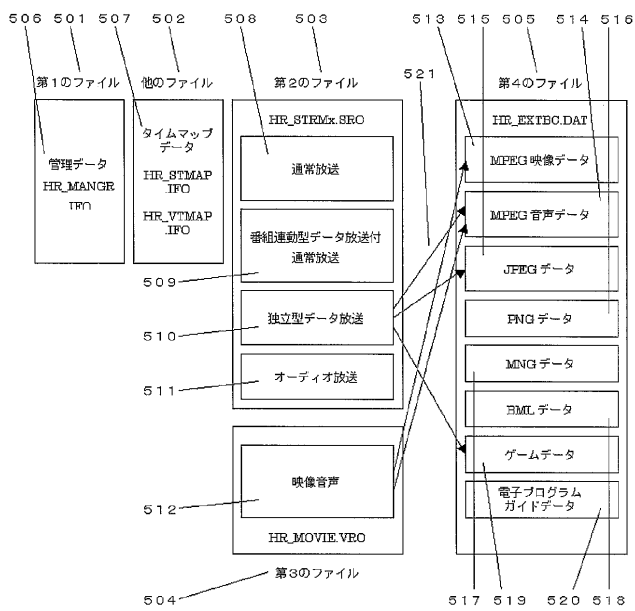 506 501 507 502 508 503 513 515 505 514 516
521
第1のファイル
他のファイル
第2のファイル
第4のファイル
管理データ
HR_MANGR
.IFO
タイムマップ
データ
HR_STMAP
.IFO
HR_VTMAP
.IFO
HR_STRMx.SRO
通常放送
番組連動型データ放送付
通常放送
独立型データ放送
オーディオ放送
509
510
511
映像音声
HR_MOVIE.VRO
512
第3のファイル
504
HR_EXTBC.DAT
MPEG 映像データ
MPEG 音声データ
JPEG データ
PNG データ
MNG データ
BML データ
ゲームデータ
電子プログラム
ガイドデータ
517 519 520 518